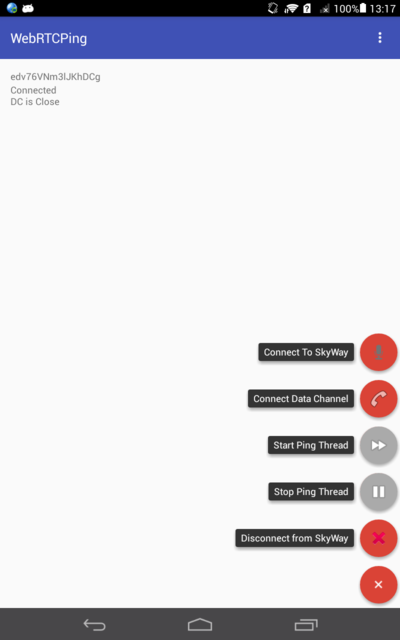 100% 13:17
WebRTCPing
edv76VNm3lJKhDCg
Connected
DC is Close
Connect To SkyWay
Connect Data Channel
Start Ping Thread
Stop Ping Thread
Disconnect from SkyWay